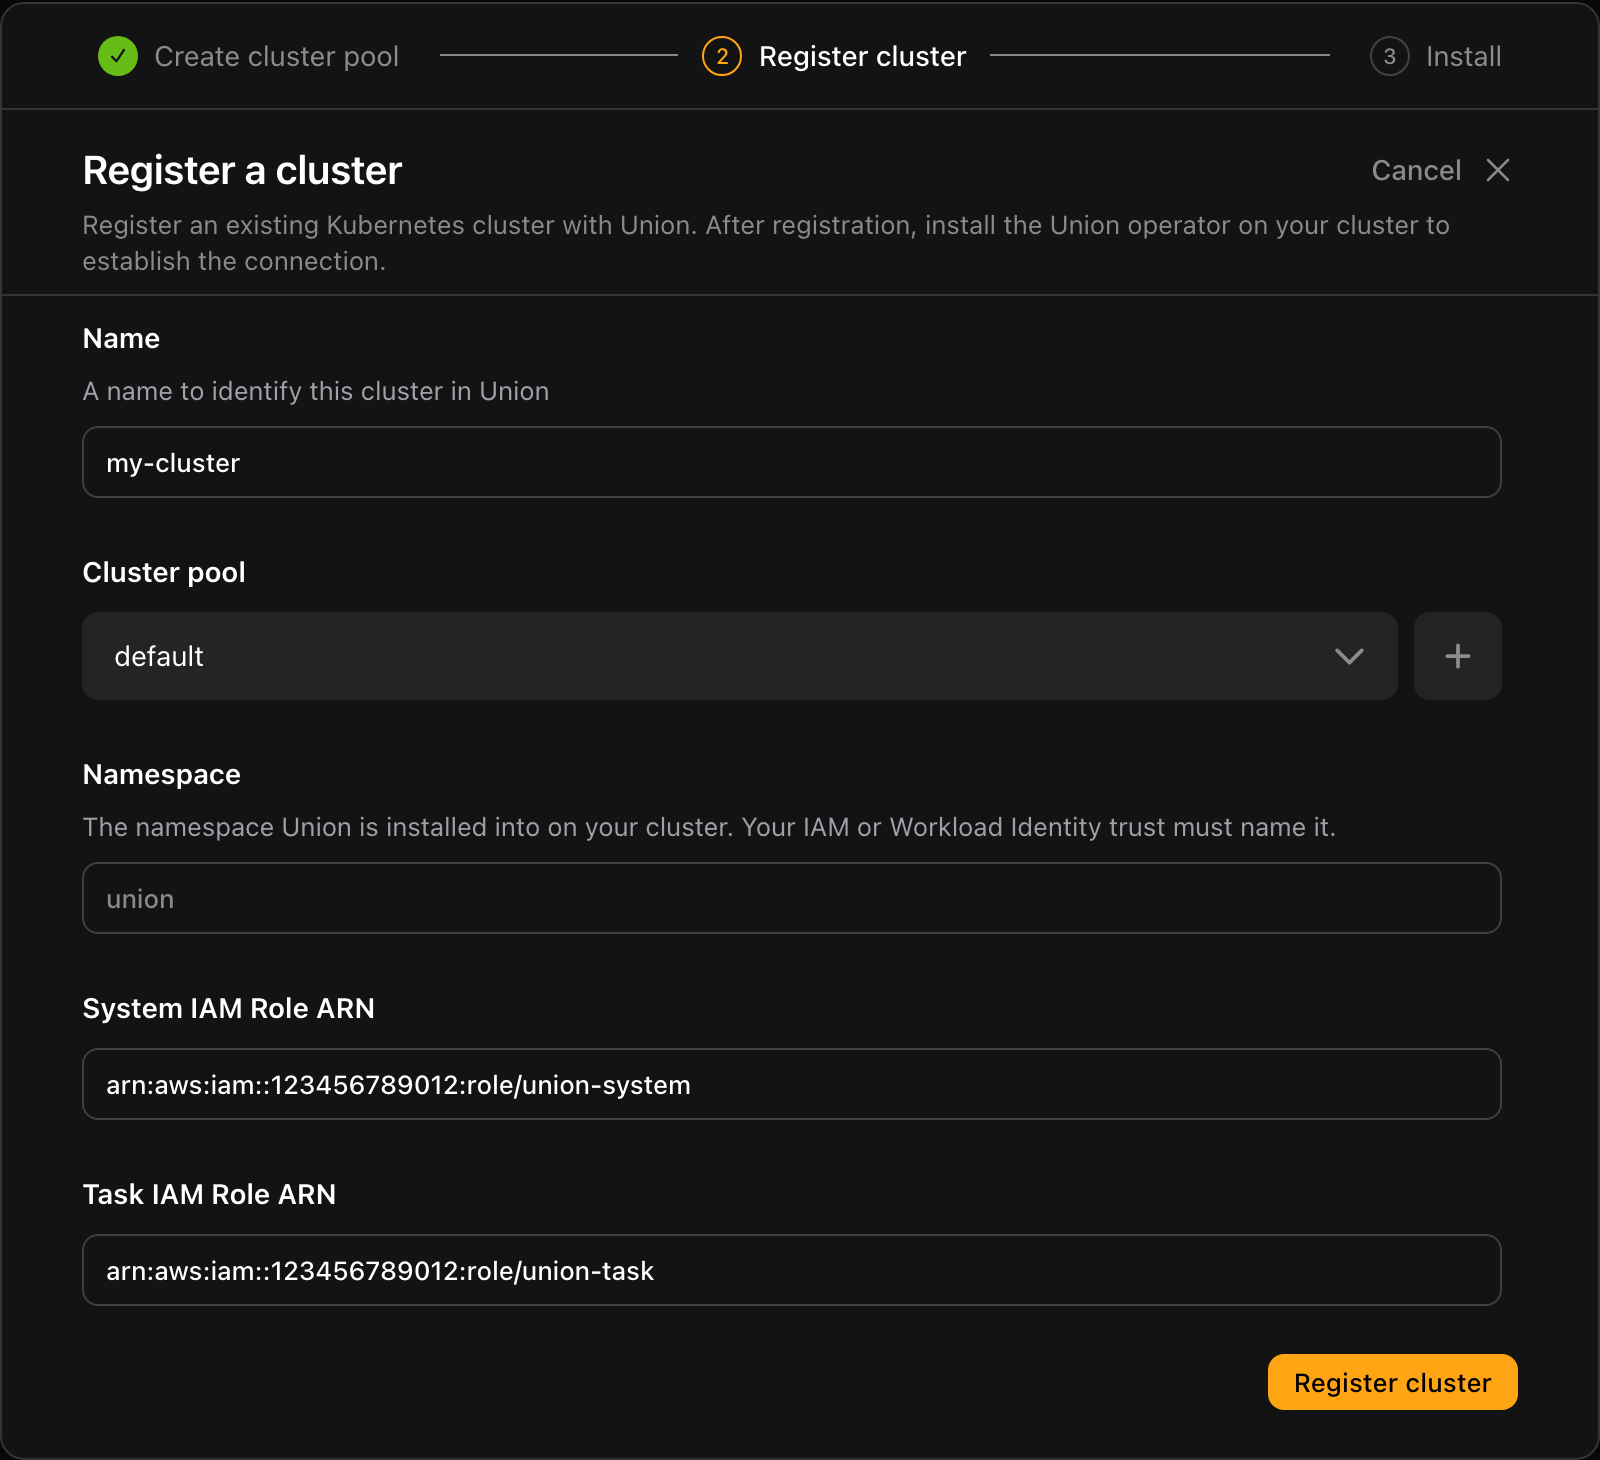 Create cluster pool
2 Register cluster
3 Install
Register a cluster
Cancel
Register an existing Kubernetes cluster with Union. After registration, install the Union operator on your cluster to
establish the connection.
Name
A name to identify this cluster in Union
my-cluster
Cluster pool
default
Namespace
The namespace Union is installed into on your cluster. Your IAM or Workload Identity trust must name it.
union
System IAM Role ARN
arn:aws:iam::123456789012:role/union-system
Task IAM Role ARN
arn:aws:iam::123456789012:role/union-task
Register cluster